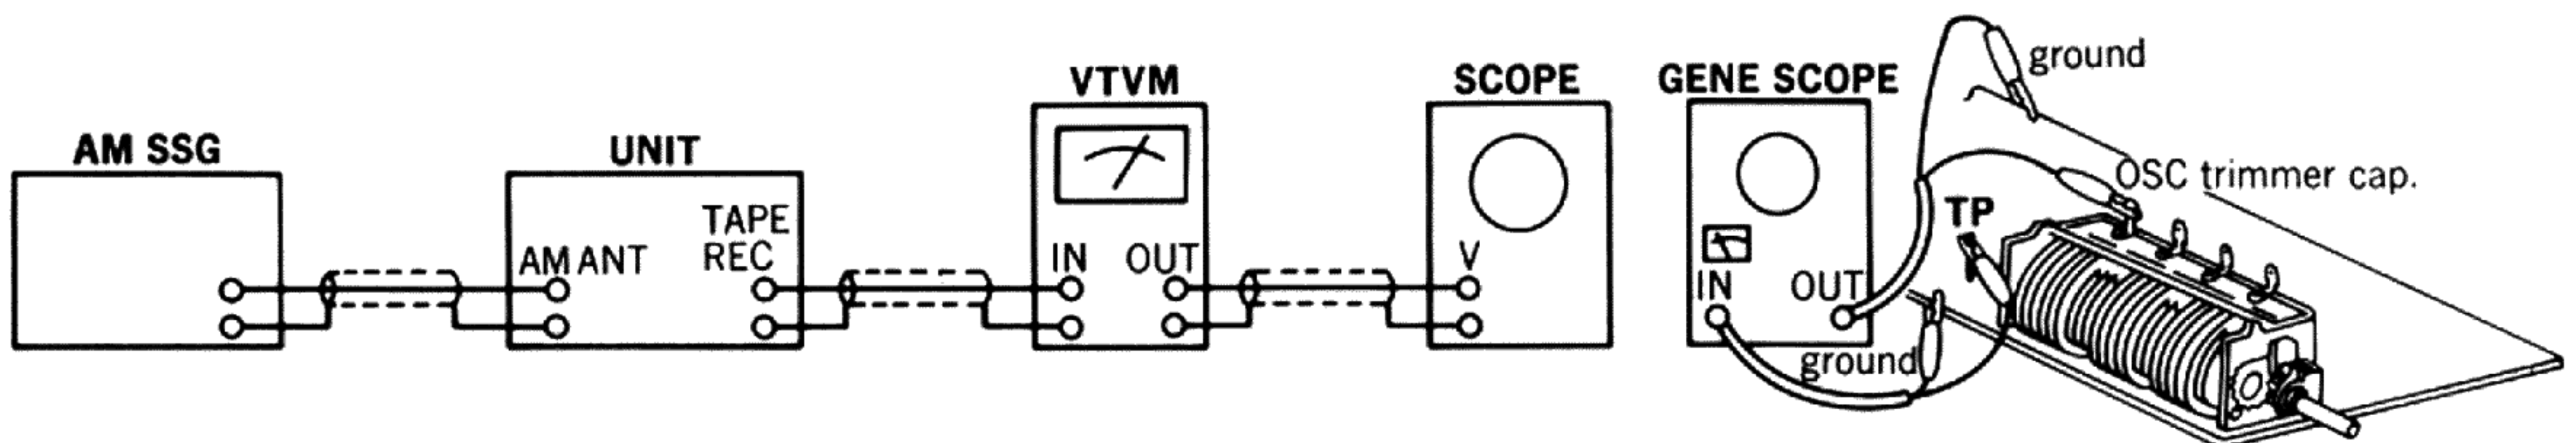 AM SSG
UNIT
AM ANT
TAPE
REC
VTVM
IN
OUT
SCOPE
V
GENE SCOPE
IN
OUT
ground
ground
OSC trimmer cap.
TP